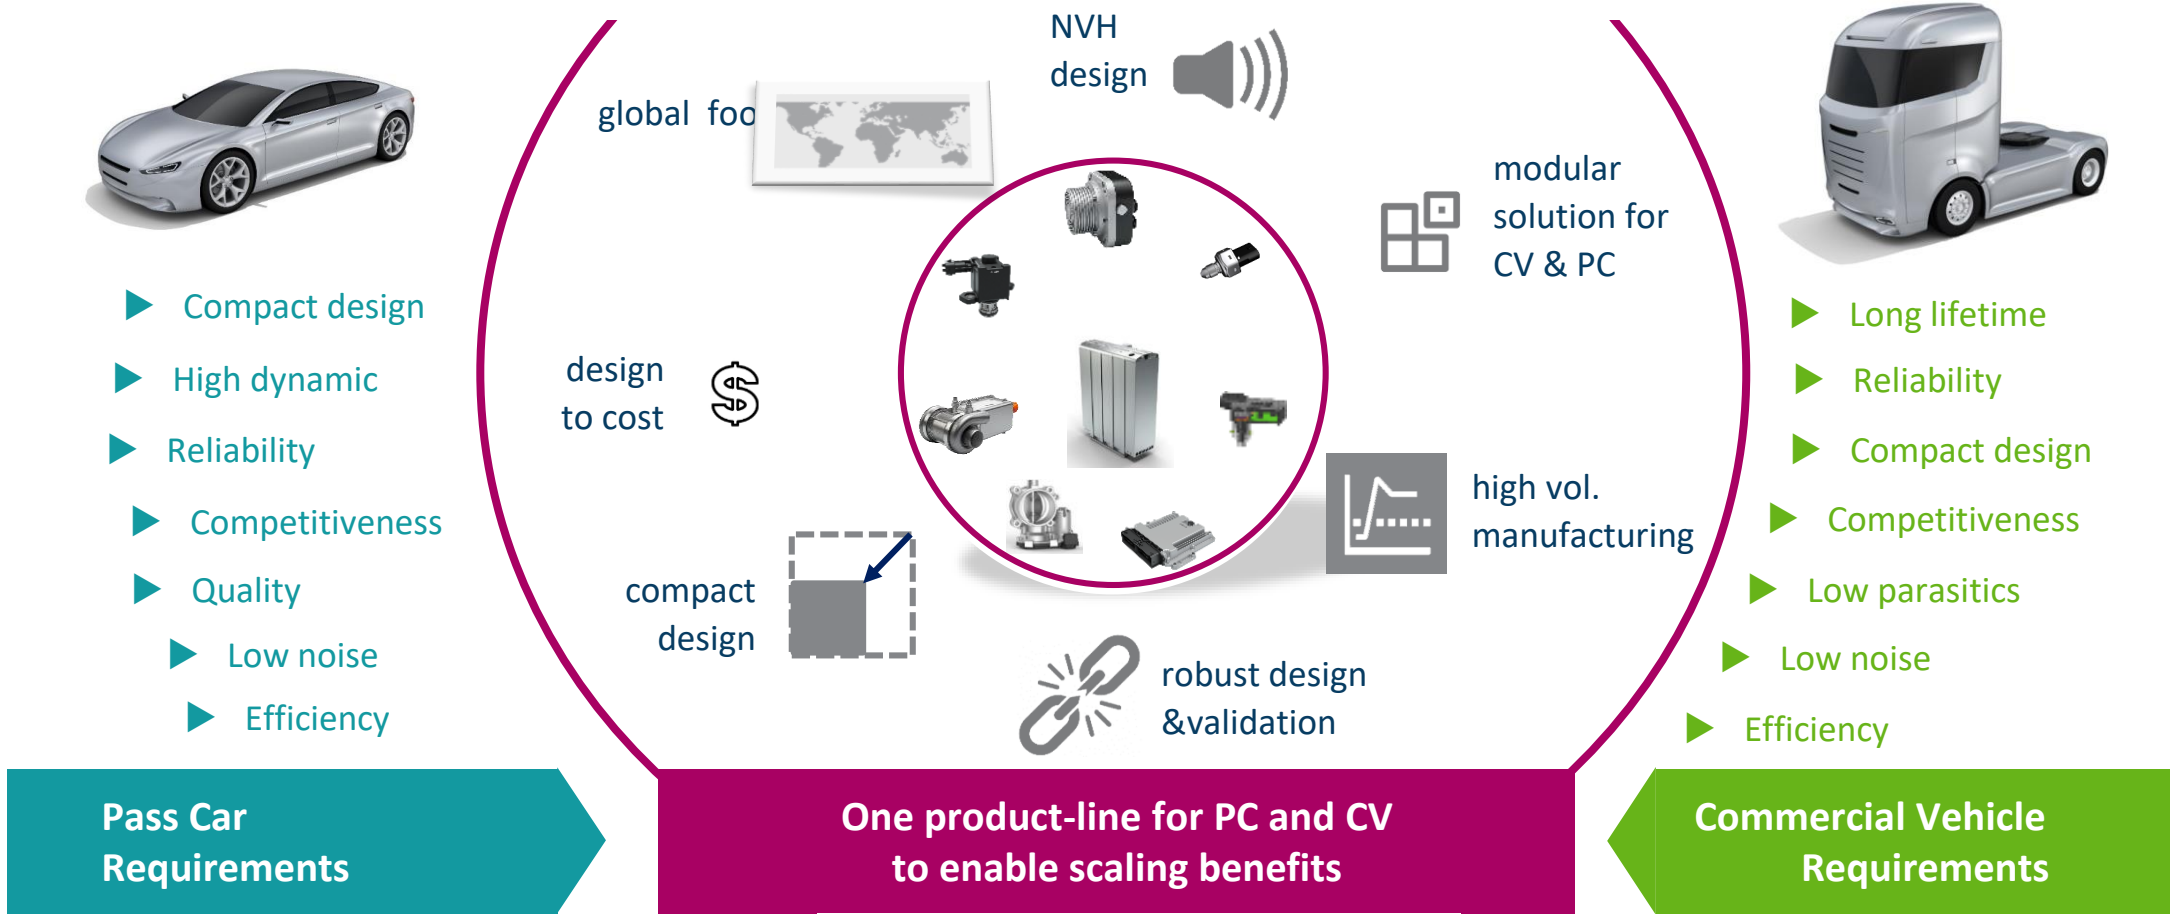 NVH
design
global foo
modular
solution for
CV & PC
design
to cost
high vol.
manufacturing
compact
design
robust design
&validation
Compact design
High dynamic
Reliability
Competitiveness
Quality
Low noise
Efficiency
Long lifetime
Reliability
Compact design
Competitiveness
Low parasitics
Low noise
Efficiency
Pass Car
Requirements
One product-line for PC and CV
to enable scaling benefits
Commercial Vehicle
Requirements